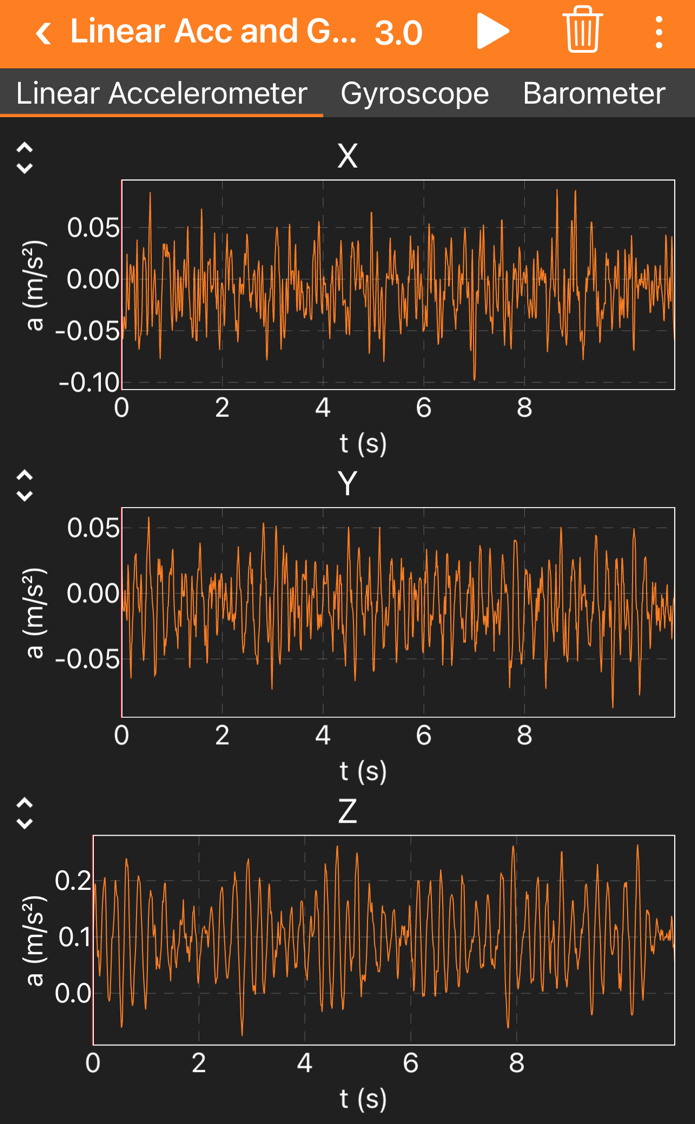 Linear Acc and G... 3.0
Linear Accelerometer Gyroscope Barometer
X
a (m/s²)
0.05
0.00
-0.05
-0.10
0 2 4 6 8
t (s)
Y
a (m/s²)
0.05
0.00
-0.05
0 2 4 6 8
t (s)
Z
a (m/s²)
0.2
0.1
0.0
0 2 4 6 8
t (s)